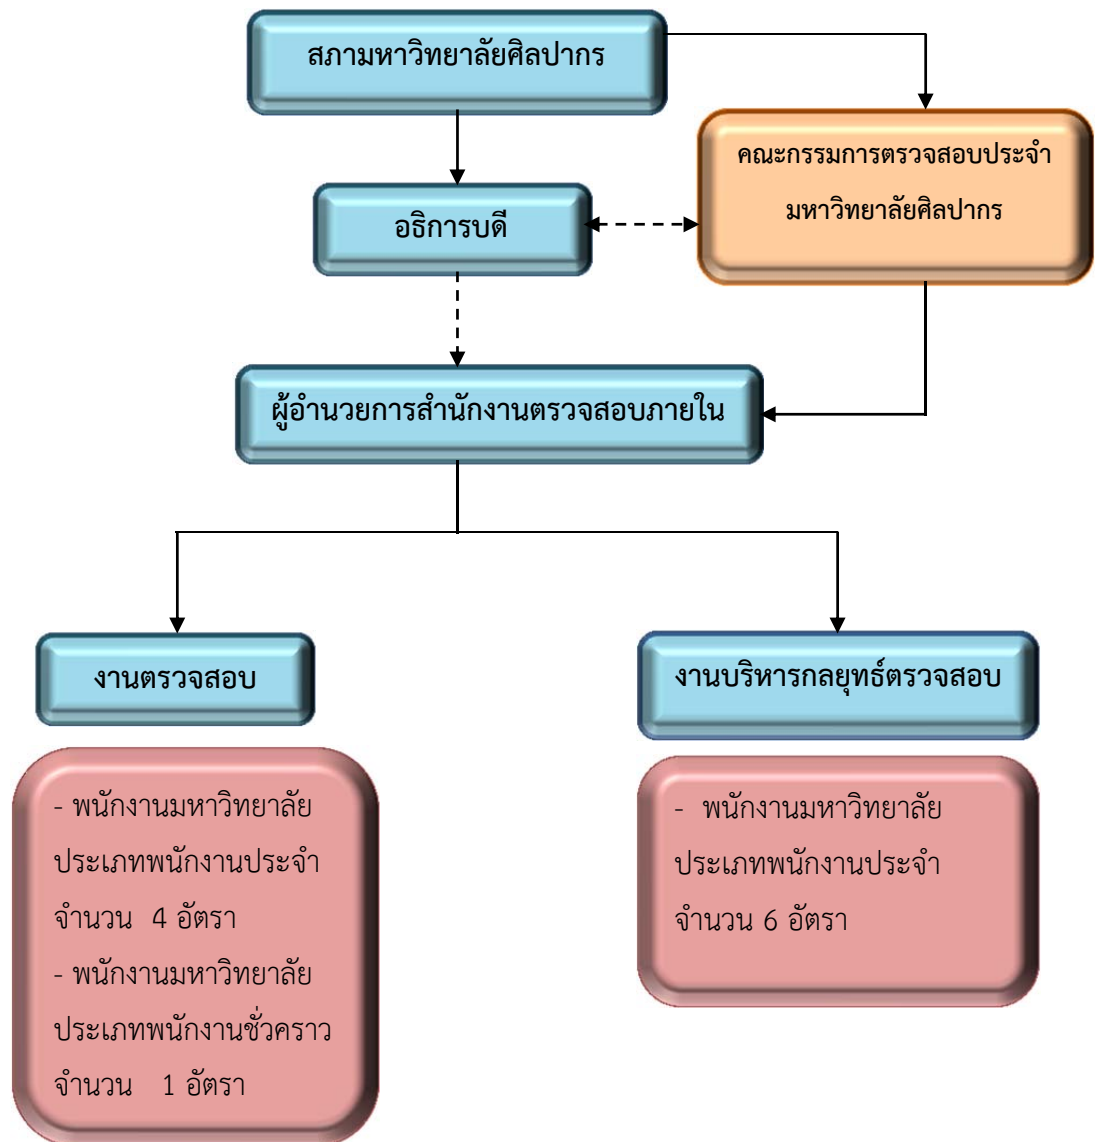 สภามหาวิทยาลัยศิลปากร
คณะกรรมการตรวจสอบประจำ
มหาวิทยาลัยศิลปากร
อธิการบดี
ผู้อำนวยการสำนักงานตรวจสอบภายใน
งานตรวจสอบ
งานบริหารกลยุทธ์ตรวจสอบ
- พนักงานมหาวิทยาลัย
ประเภทพนักงานประจำ
จำนวน 4 อัตรา
- พนักงานมหาวิทยาลัย
ประเภทพนักงานชั่วคราว
จำนวน 1 อัตรา
- พนักงานมหาวิทยาลัย
ประเภทพนักงานประจำ
จำนวน 6 อัตรา